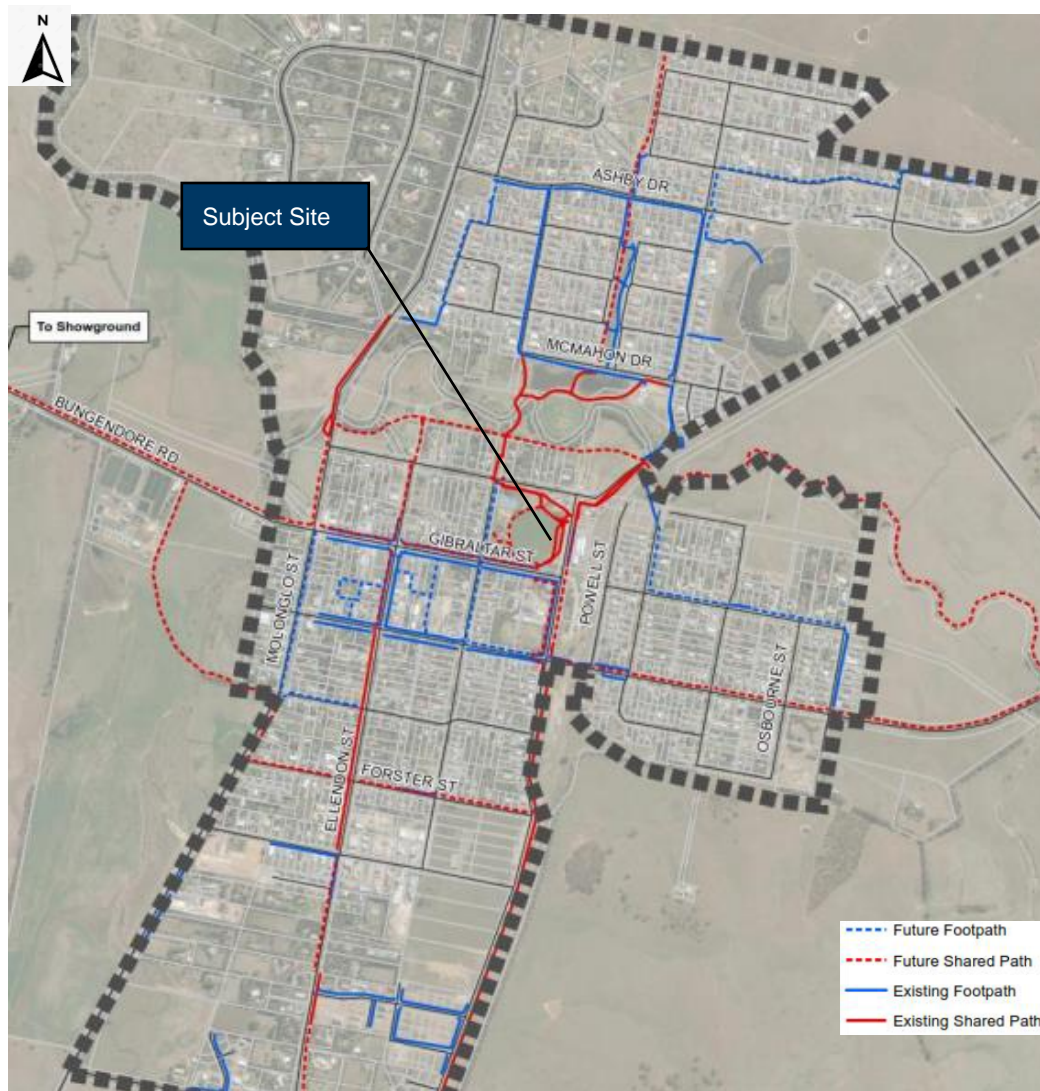 N
ASHBY DR
Subject Site
To Showground
MCMAHON DR
BUNGENDORE RD
GIBRALTAR ST
POWELL ST
MOLONGLO ST
OSBOURNE ST
ELLENDON ST
FORSTER ST
Future Footpath
Future Shared Path
Existing Footpath
Existing Shared Path